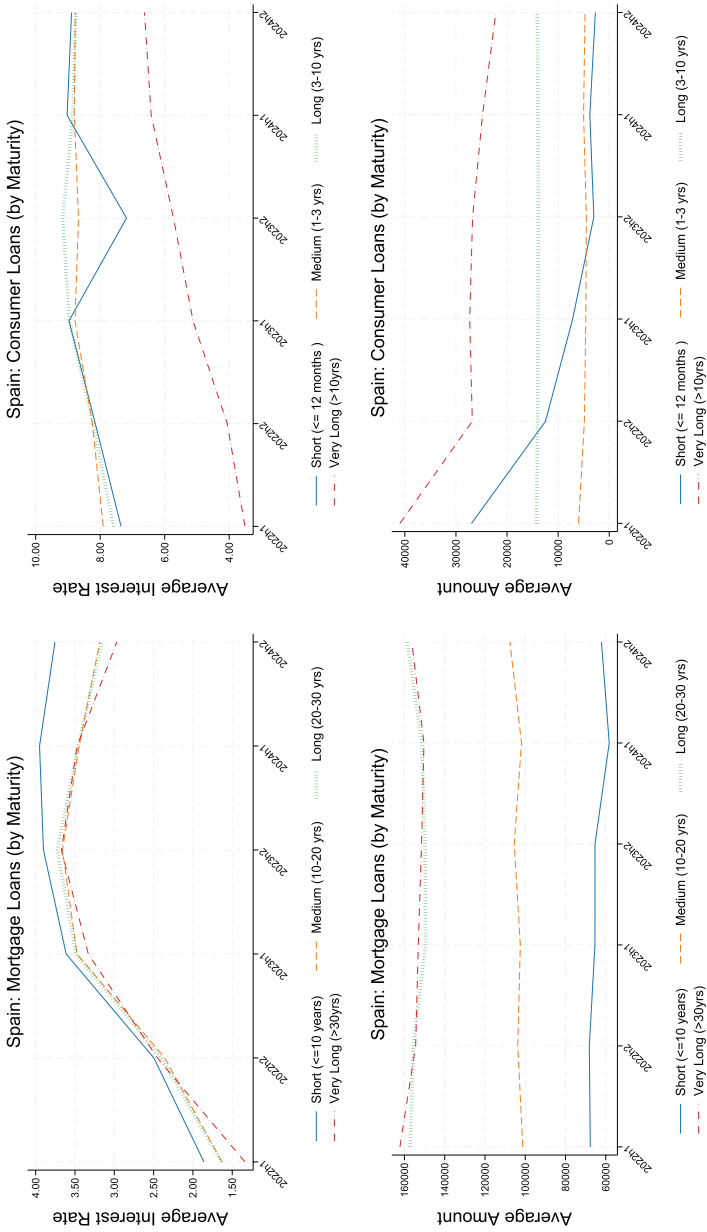 Spain: Mortgage Loans (by Maturity)
Average Interest Rate
4.00
3.50
3.00
2.50
2.00
1.50
2022h1
2022h2
2023h1
2023h2
2024h1
2024h2
Short (<=10 years)
Medium (10-20 yrs)
Long (20-30 yrs)
Very Long (>30yrs)
Spain: Consumer Loans (by Maturity)
Average Interest Rate
10.00
8.00
6.00
4.00
2022h1
2022h2
2023h1
2023h2
2024h1
2024h2
Short (<= 12 months )
Medium (1-3 yrs)
Long (3-10 yrs)
Very Long (>10yrs)
Spain: Mortgage Loans (by Maturity)
Average Amount
160000
140000
120000
100000
80000
60000
2022h1
2022h2
2023h1
2023h2
2024h1
2024h2
Short (<=10 years)
Medium (10-20 yrs)
Long (20-30 yrs)
Very Long (>30yrs)
Spain: Consumer Loans (by Maturity)
Average Amount
40000
30000
20000
10000
0
2022h1
2022h2
2023h1
2023h2
2024h1
2024h2
Short (<= 12 months )
Medium (1-3 yrs)
Long (3-10 yrs)
Very Long (>10yrs)